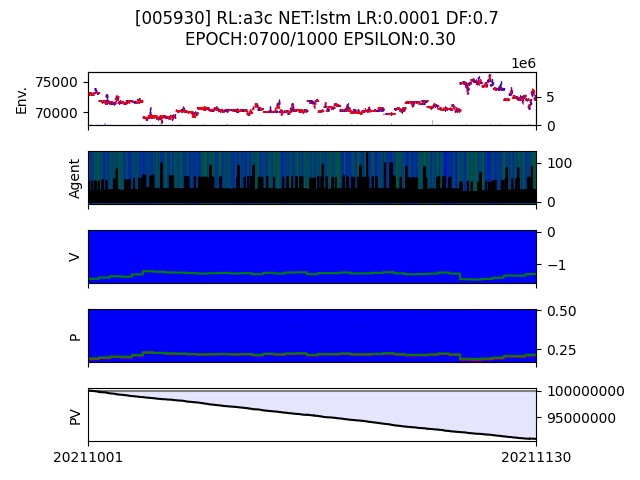 [005930] RL:a3c NET:lstm LR:0.0001 DF:0.7
EPOCH:0700/1000 EPSILON:0.30
1e6
Env.
75000
70000
5
0
Agent
100
0
V
0
−1
P
0.50
0.25
PV
100000000
95000000
20211001
20211130